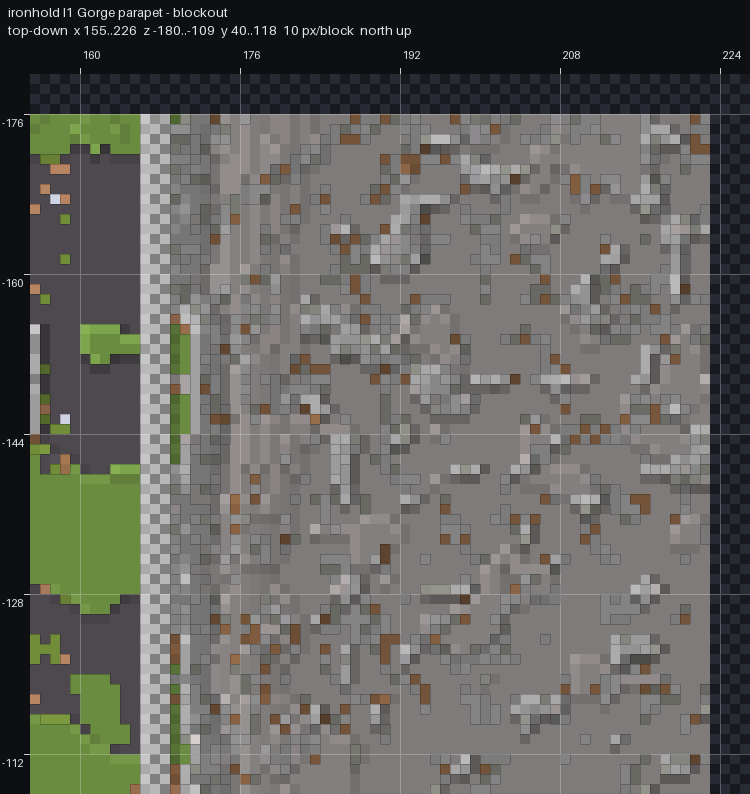 ironhold l1 Gorge parapet - blockout
top-down  x 155..226  z -180..-109  y 40..118  10 px/block  north up
160 176 192 208 224
-176
-160
-144
-128
-112